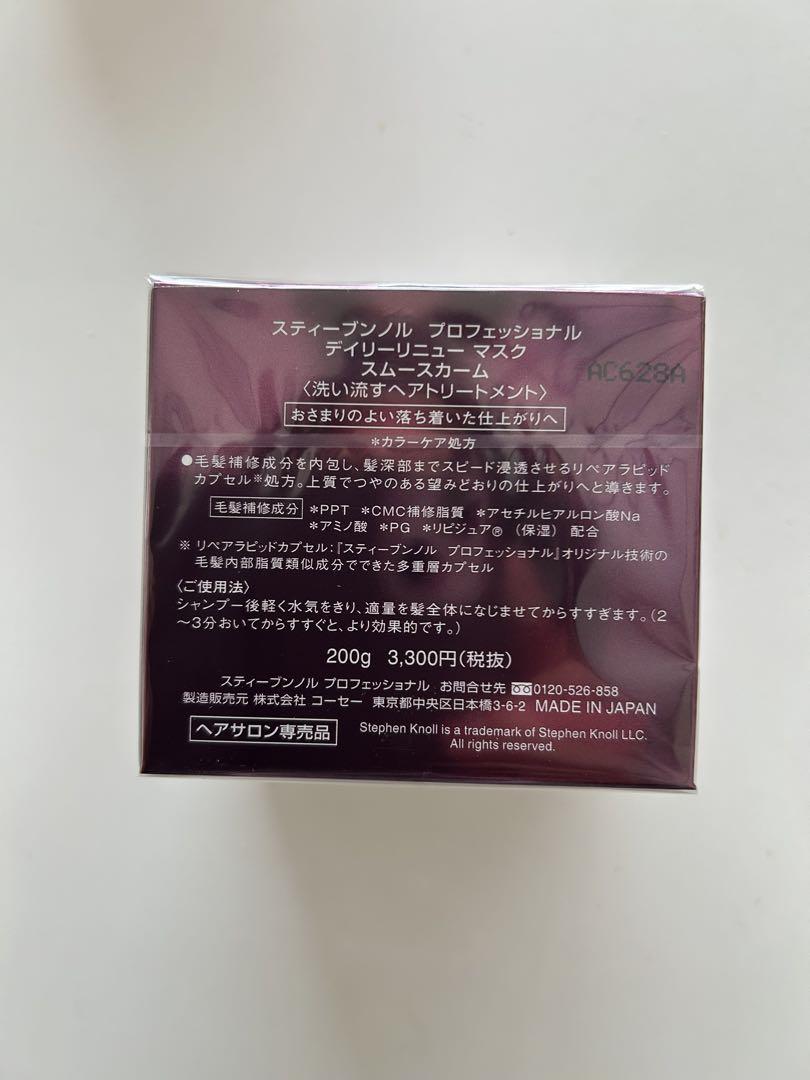 スティーブンノル プロフェッショナル
デイリーリニュー マスク
スムースカーム
AC628A
〈洗い流すヘアトリートメント〉
おさまりのよい落ち着いた仕上がりへ
*カラーケア処方
●毛髪補修成分を内包し、髪深部までスピード浸透させるリペアラピッド
カプセル※処方。上質でつやのある望みどおりの仕上がりへと導きます。
毛髪補修成分 *PPT *CMC補修脂質 *アセチルヒアルロン酸Na
*アミノ酸 *PG *リピジュア® (保湿) 配合
※ リペアラピッドカプセル:『スティーブンノル プロフェッショナル』オリジナル技術の
毛髪内部脂質類似成分でできた多重層カプセル
〈ご使用法〉
シャンプー後軽く水気をきり、適量を髪全体になじませてからすすぎます。(2
～3分おいてからすすぐと、より効果的です。)
200g 3,300円(税抜)
スティーブンノル プロフェッショナル お問合せ先 0120-526-858
製造販売元 株式会社 コーセー 東京都中央区日本橋3-6-2 MADE IN JAPAN
ヘアサロン専売品
Stephen Knoll is a trademark of Stephen Knoll LLC.
All rights reserved.